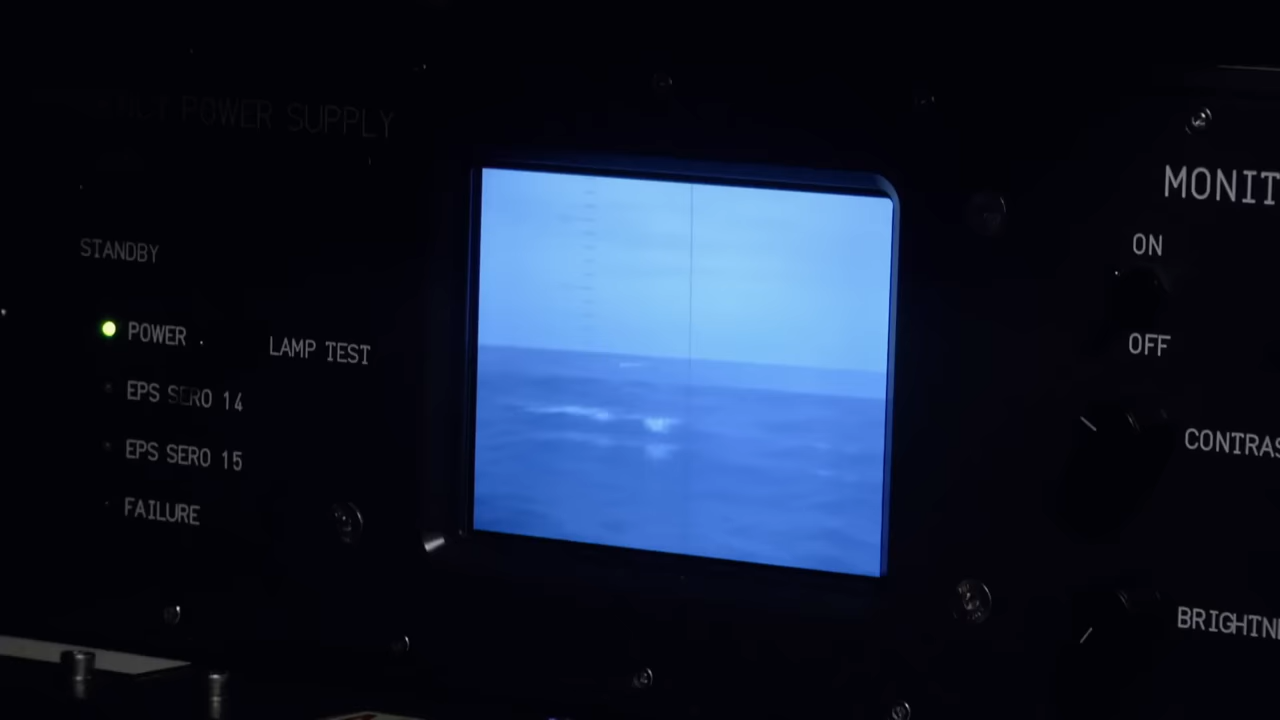 POWER SUPPLY
STANDBY
POWER
LAMP TEST
EPS SERO 14
EPS SERO 15
FAILURE
MONIT
ON
OFF
CONTRAS
BRIGHTN